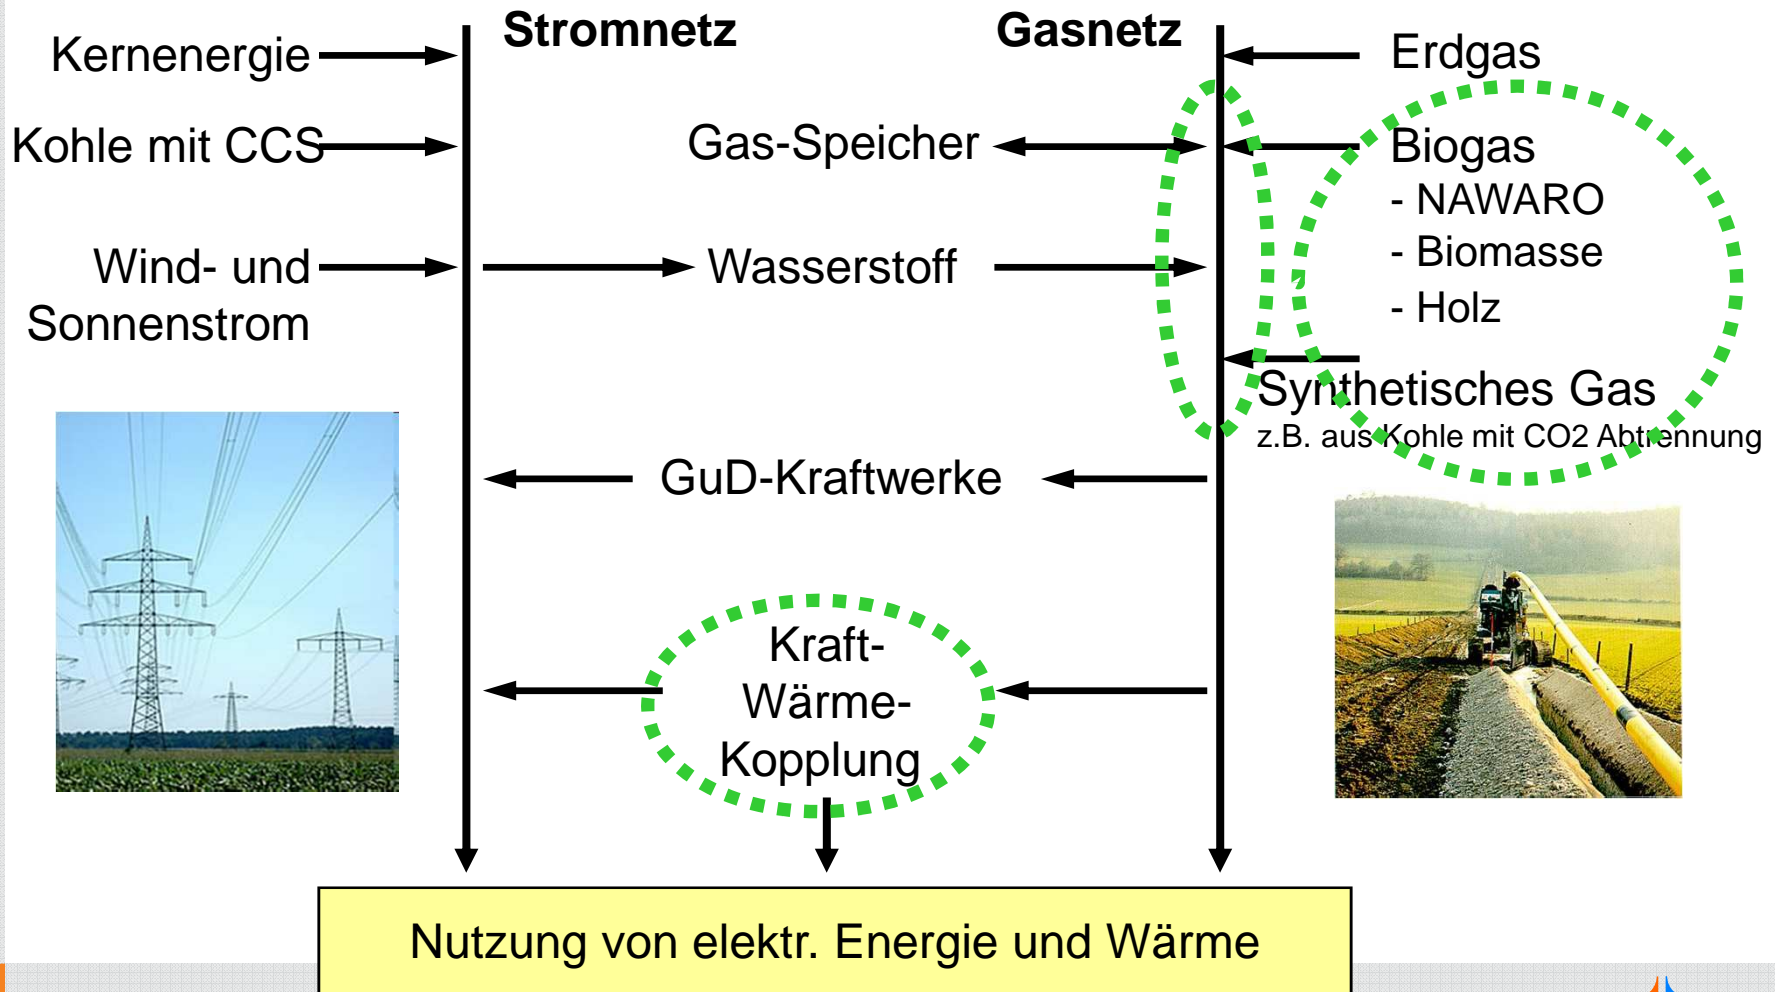 Stromnetz
Gasnetz
Kernenergie
Erdgas
Kohle mit CCS
Gas-Speicher
Biogas
- NAWARO
- Biomasse
- Holz
Wind- und
Sonnenstrom
Wasserstoff
Synthetisches Gas
z.B. aus Kohle mit CO2 Abtrennung
GuD-Kraftwerke
Kraft-
Wärme-
Kopplung
Nutzung von elektr. Energie und Wärme